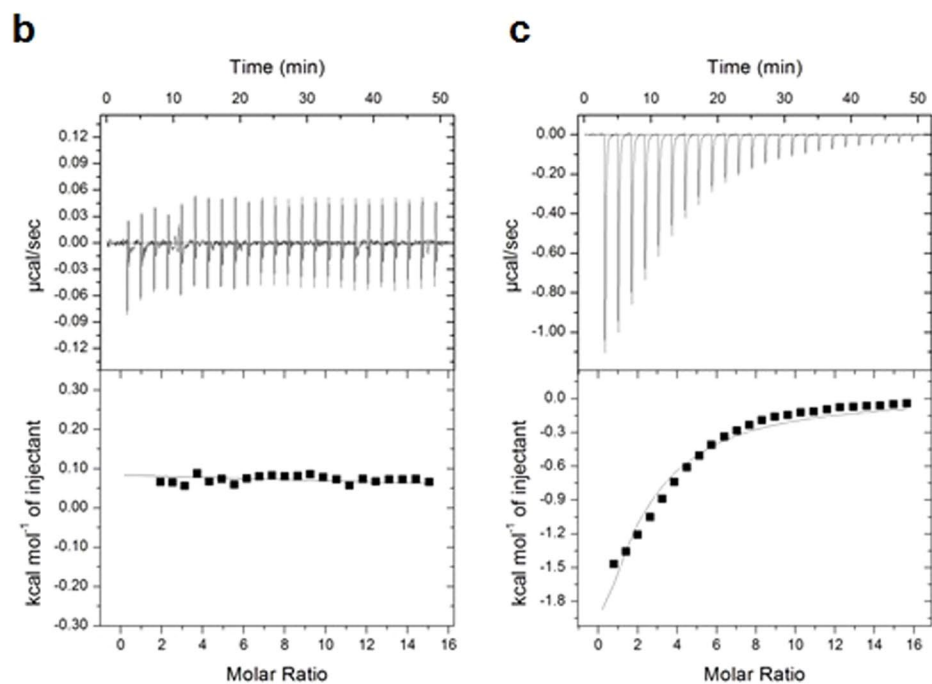 b
Time (min)
0 10 20 30 40 50
0.12
0.09
0.06
0.03
0.00
-0.03
-0.06
-0.09
-0.12
µcal/sec
0.30
0.20
0.10
0.00
-0.10
-0.20
-0.30
kcal mol⁻¹ of injectant
0 2 4 6 8 10 12 14 16
Molar Ratio
c
Time (min)
0 10 20 30 40 50
0.00
-0.20
-0.40
-0.60
-0.80
-1.00
µcal/sec
0.0
-0.3
-0.6
-0.9
-1.2
-1.5
-1.8
kcal mol⁻¹ of injectant
0 2 4 6 8 10 12 14 16
Molar Ratio